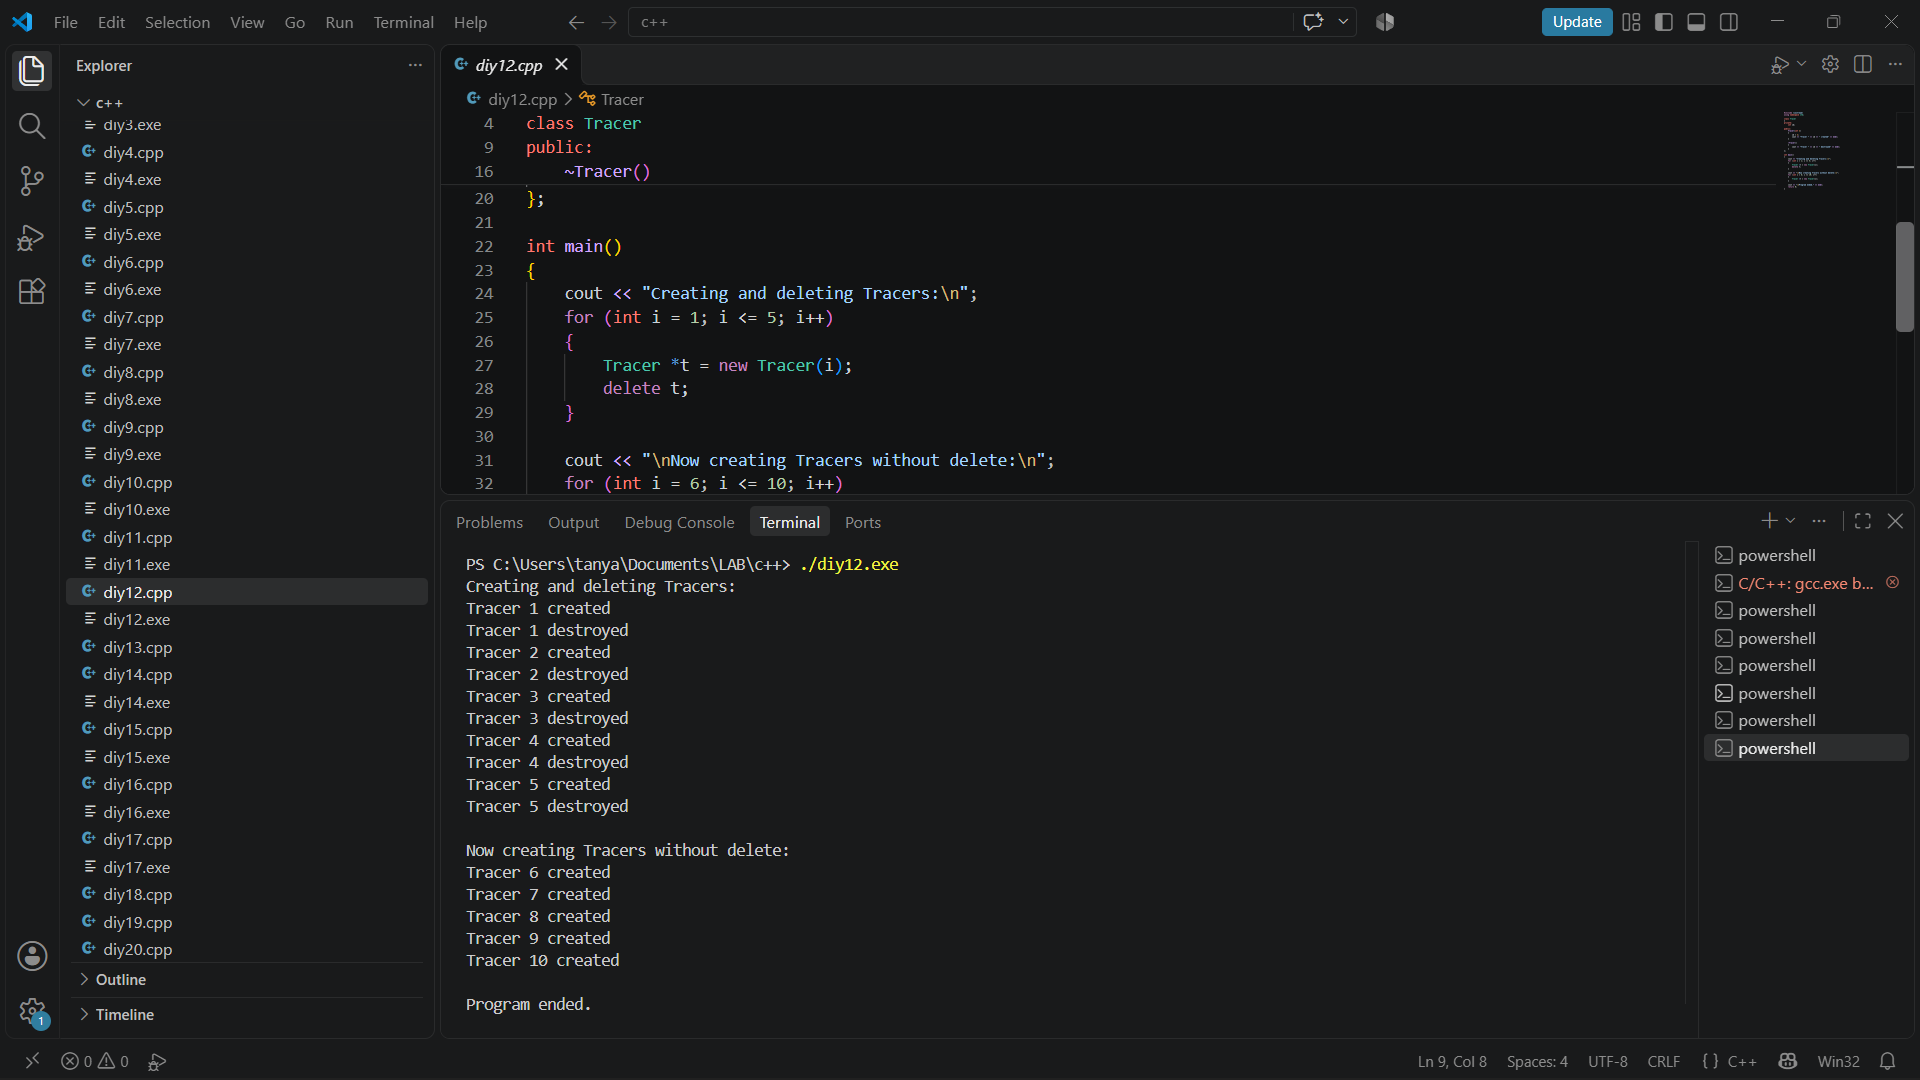 File Edit Selection View Go Run Terminal Help
c++
Update
Explorer
c++
diy3.exe
diy4.cpp
diy4.exe
diy5.cpp
diy5.exe
diy6.cpp
diy6.exe
diy7.cpp
diy7.exe
diy8.cpp
diy8.exe
diy9.cpp
diy9.exe
diy10.cpp
diy10.exe
diy11.cpp
diy11.exe
diy12.cpp
diy12.exe
diy13.cpp
diy14.cpp
diy14.exe
diy15.cpp
diy15.exe
diy16.cpp
diy16.exe
diy17.cpp
diy17.exe
diy18.cpp
diy19.cpp
diy20.cpp
Outline
Timeline
1
diy12.cpp
diy12.cpp > Tracer
4 class Tracer
9 public:
16 ~Tracer()
20 };
21
22 int main()
23 {
24 cout << "Creating and deleting Tracers:\n";
25 for (int i = 1; i <= 5; i++)
26 {
27 Tracer *t = new Tracer(i);
28 delete t;
29 }
30
31 cout << "\nNow creating Tracers without delete:\n";
32 for (int i = 6; i <= 10; i++)
Problems Output Debug Console Terminal Ports
PS C:\Users\tanya\Documents\LAB\c++> ./diy12.exe
Creating and deleting Tracers:
Tracer 1 created
Tracer 1 destroyed
Tracer 2 created
Tracer 2 destroyed
Tracer 3 created
Tracer 3 destroyed
Tracer 4 created
Tracer 4 destroyed
Tracer 5 created
Tracer 5 destroyed
Now creating Tracers without delete:
Tracer 6 created
Tracer 7 created
Tracer 8 created
Tracer 9 created
Tracer 10 created
Program ended.
powershell
C/C++: gcc.exe b...
powershell
powershell
powershell
powershell
powershell
powershell
0 0
Ln 9, Col 8 Spaces: 4 UTF-8 CRLF {} C++ Win32